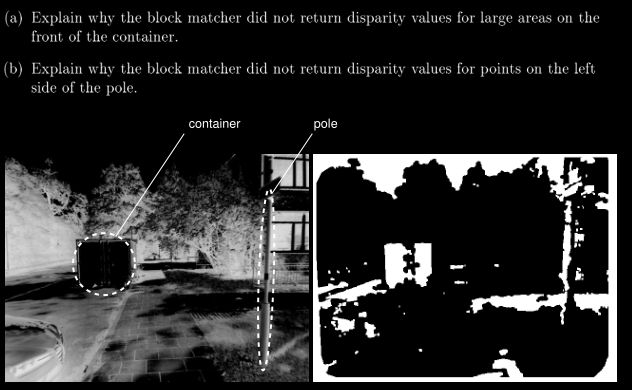 (a) Explain why the block matcher did not return disparity values for large areas on the
front of the container.
(b) Explain why the block matcher did not return disparity values for points on the left
side of the pole.
container
pole